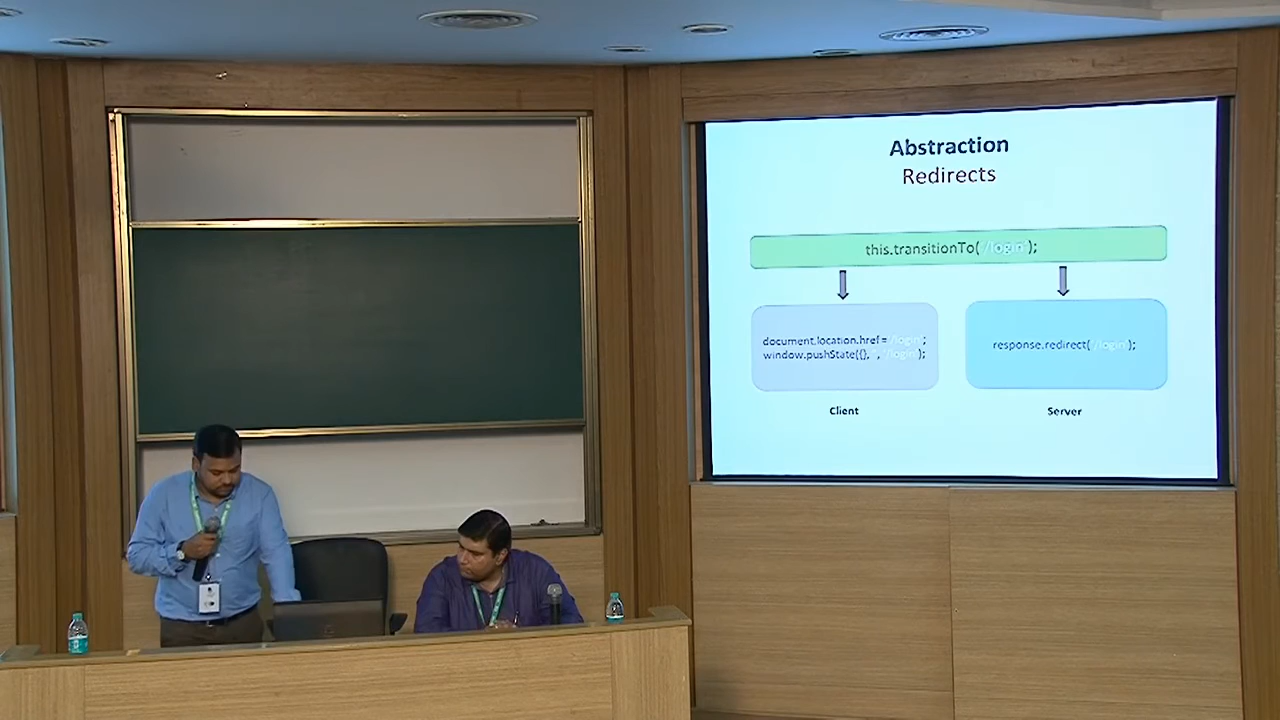 Abstraction
Redirects
this.transitionTo('/login');
document.location.href='/login';
window.pushState({}, '', '/login');
response.redirect('/login');
Client
Server